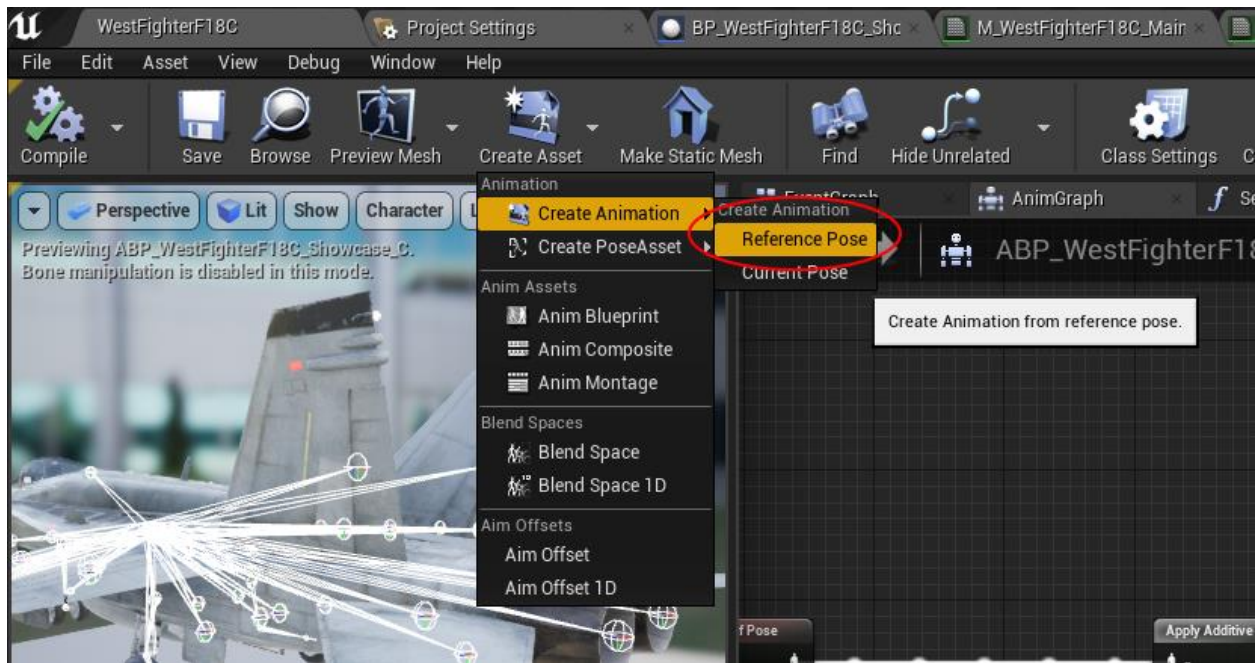 WestFighterF18C
Project Settings
BP_WestFighterF18C_Sho
M_WestFighterF18C_Main
File Edit Asset View Debug Window Help
Compile Save Browse Preview Mesh Create Asset Make Static Mesh Find Hide Unrelated Class Settings
Animation
Perspective Lit Show Character
Create Animation
Create Animation
EventGraph
AnimGraph
Previewing ABP_WestFighterF18C_Showcase_C.
Bone manipulation is disabled in this mode.
Reference Pose
Create PoseAsset
Current Pose
ABP_WestFighterF18
Anim Assets
Anim Blueprint
Create Animation from reference pose.
Anim Composite
Anim Montage
Blend Spaces
Blend Space
Blend Space 1D
Aim Offsets
Aim Offset
Aim Offset 1D
f Pose
Apply Additive